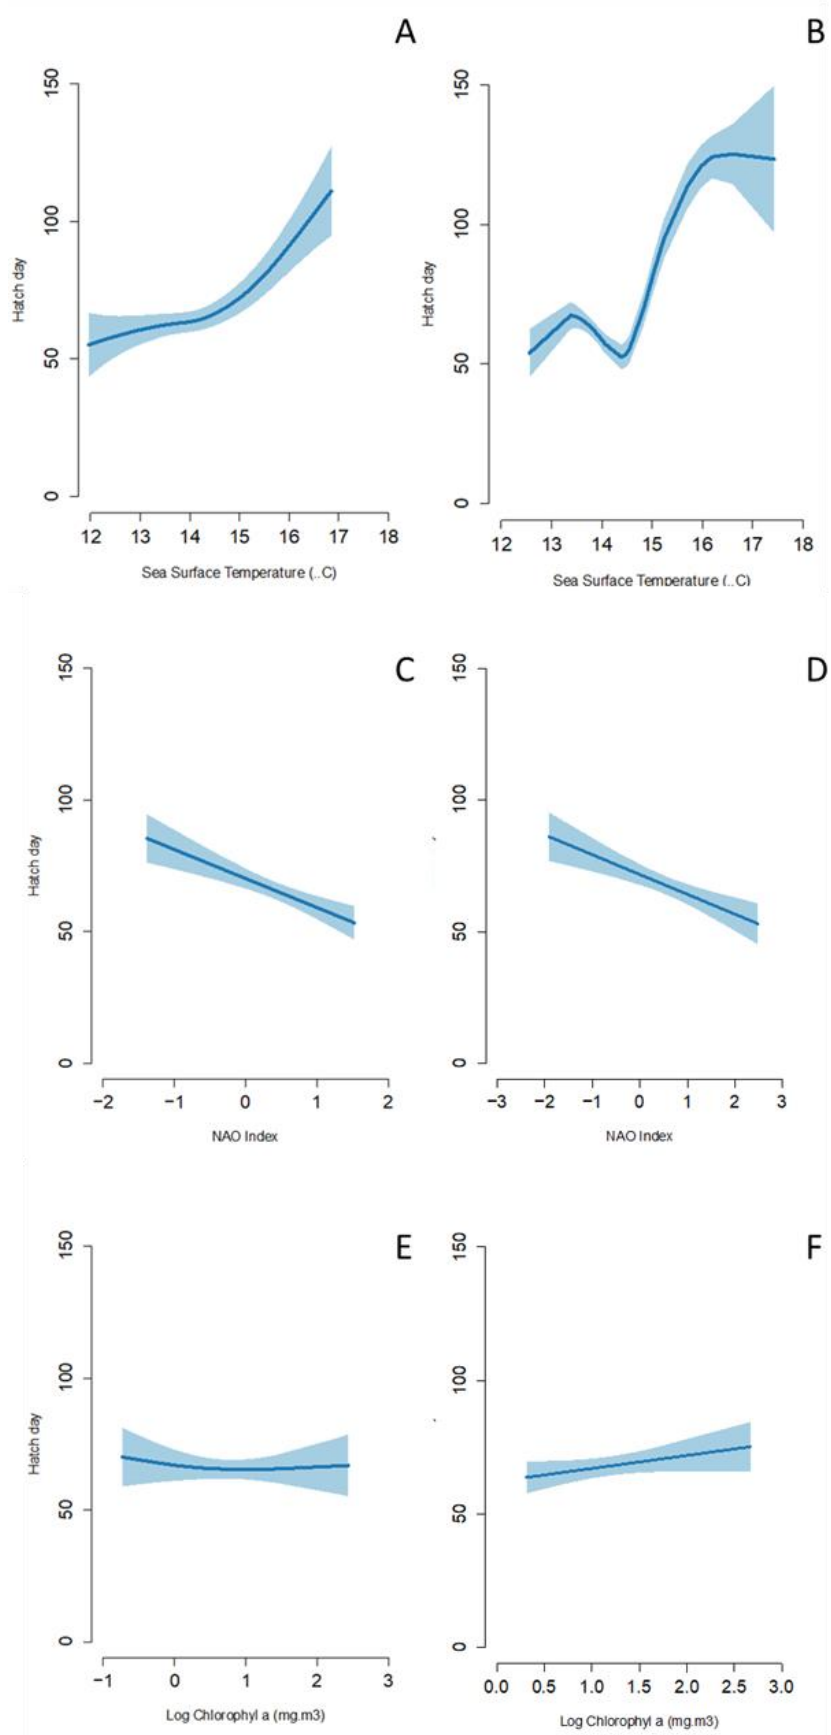 A
B
150
100
50
0
Hatch day
12 13 14 15 16 17 18
Sea Surface Temperature (..C)
150
100
50
0
Hatch day
12 13 14 15 16 17 18
Sea Surface Temperature (..C)
C
D
150
100
50
0
Hatch day
−2 −1 0 1 2
NAO Index
150
100
50
0
−3 −2 −1 0 1 2 3
NAO Index
E
F
150
100
50
0
Hatch day
−1 0 1 2 3
Log Chlorophyl a (mg.m3)
150
100
50
0
0.0 0.5 1.0 1.5 2.0 2.5 3.0
Log Chlorophyl a (mg.m3)